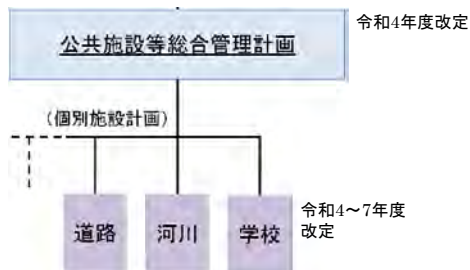 令和4年度改定
公共施設等総合管理計画
（個別施設計画）
道路
河川
学校
令和4～7年度
改定